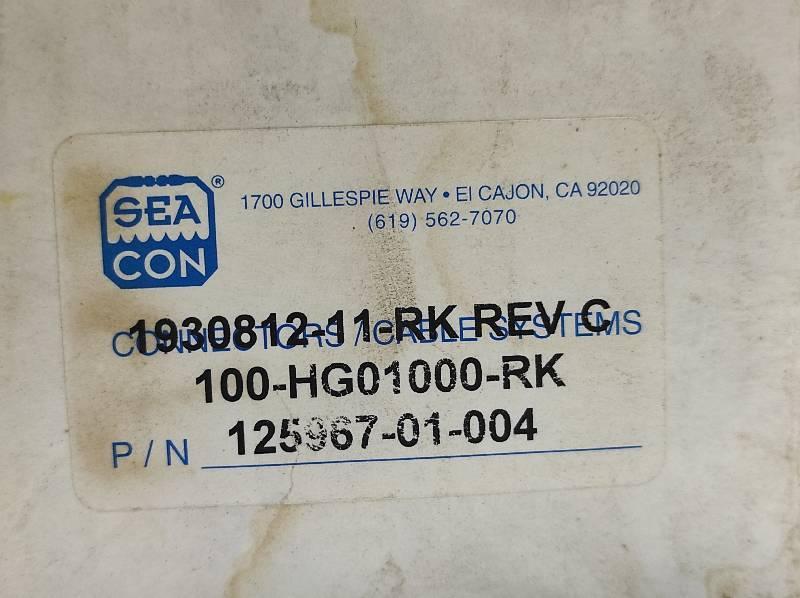 SEA
CON
®
1700 GILLESPIE WAY • El CAJON, CA 92020
(619) 562-7070
1930812-11-RK REV C
CONNECTORS / CABLE SYSTEMS
100-HG01000-RK
P / N 125967-01-004